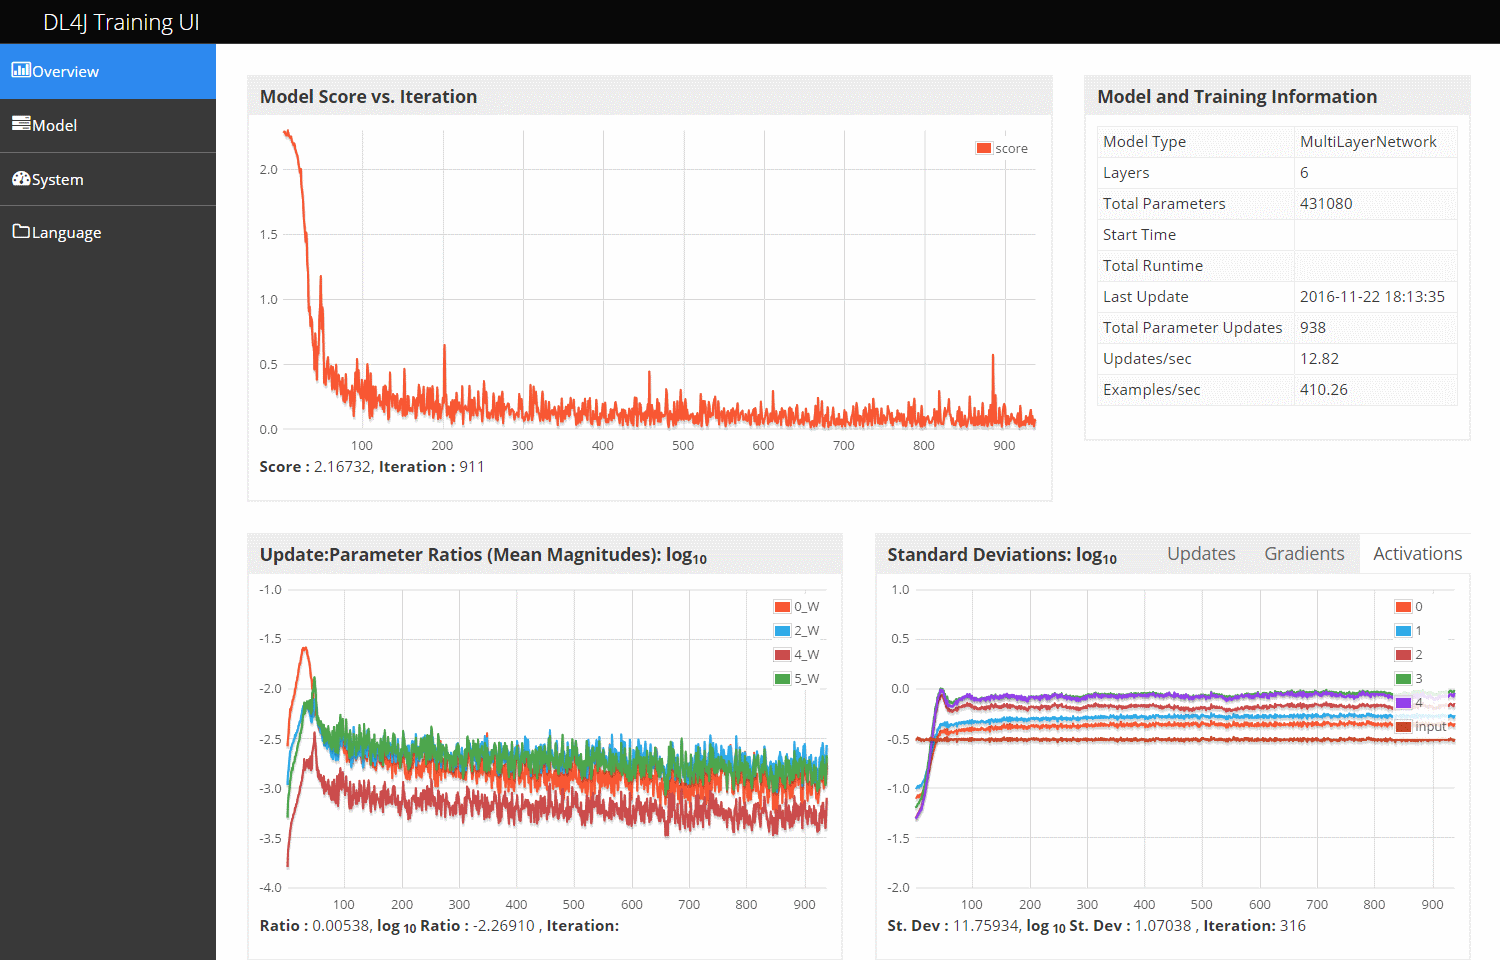 DL4J Training UI
Overview
Model
System
Language
Model Score vs. Iteration
score
2.0
1.5
1.0
0.5
0.0
100 200 300 400 500 600 700 800 900
Score : 2.16732, Iteration : 911
Model and Training Information
Model Type MultiLayerNetwork
Layers 6
Total Parameters 431080
Start Time
Total Runtime
Last Update 2016-11-22 18:13:35
Total Parameter Updates 938
Updates/sec 12.82
Examples/sec 410.26
Update:Parameter Ratios (Mean Magnitudes): log10
-1.0
-1.5
-2.0
-2.5
-3.0
-3.5
-4.0
0_W
2_W
4_W
5_W
100 200 300 400 500 600 700 800 900
Ratio : 0.00538, log 10 Ratio : -2.26910 , Iteration:
Standard Deviations: log10 Updates Gradients Activations
1.0
0.5
0.0
-0.5
-1.0
-1.5
-2.0
0
1
2
3
4
input
100 200 300 400 500 600 700 800 900
St. Dev : 11.75934, log 10 St. Dev : 1.07038 , Iteration: 316